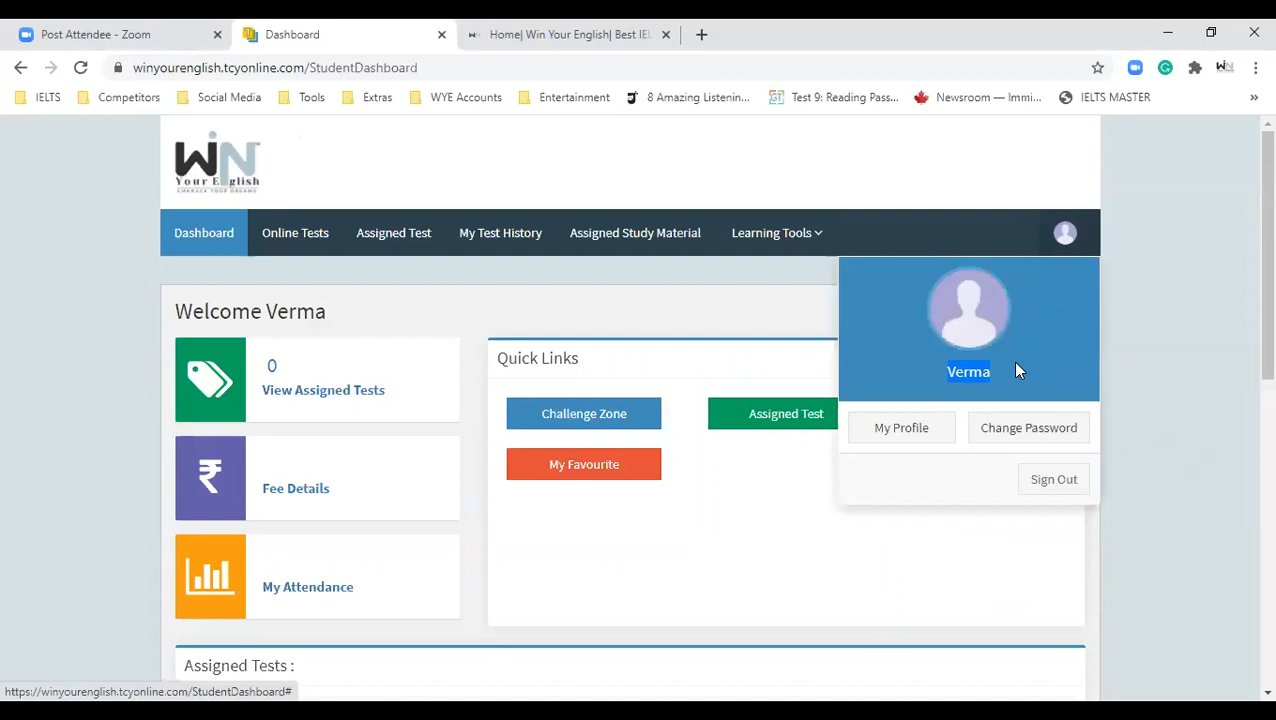 Post Attendee - Zoom
Dashboard
Home| Win Your English| Best IEL
winyourenglish.tcyonline.com/StudentDashboard
IELTS Competitors Social Media Tools Extras WYE Accounts Entertainment 8 Amazing Listenin... Test 9: Reading Pass... Newsroom — Immi... IELTS MASTER »
WiN
Your English
EMBRACE YOUR DREAMS
Dashboard Online Tests Assigned Test My Test History Assigned Study Material Learning Tools
Welcome Verma
0
View Assigned Tests
₹
Fee Details
My Attendance
Quick Links
Challenge Zone Assigned Test
My Favourite
Verma
My Profile Change Password
Sign Out
Assigned Tests :
https://winyourenglish.tcyonline.com/StudentDashboard#